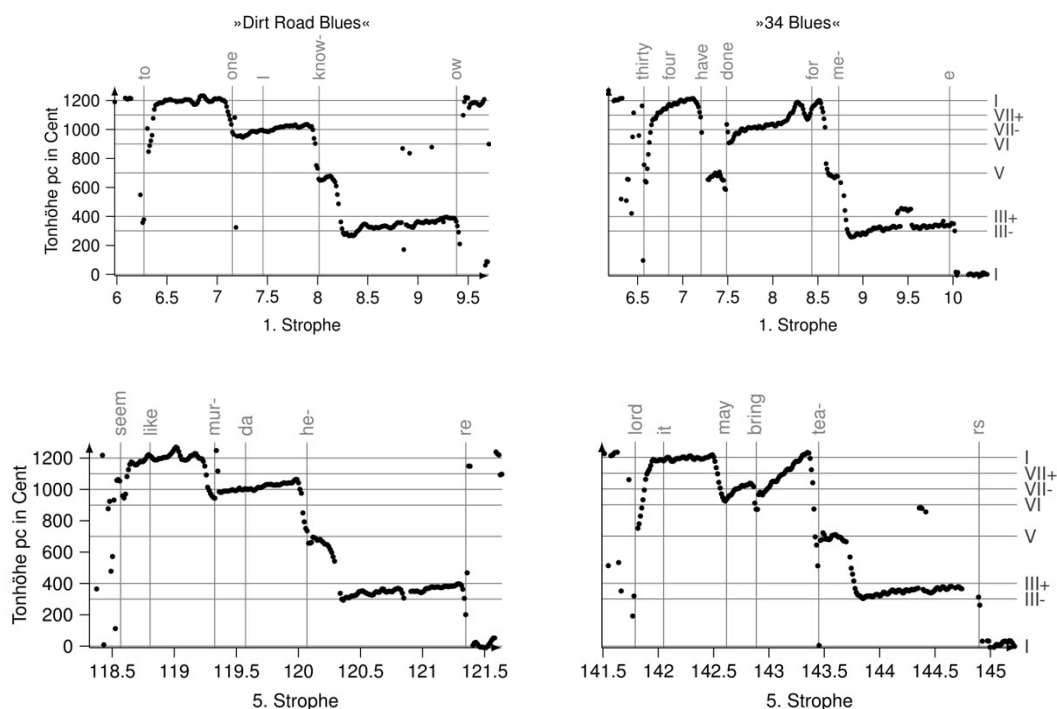 »Dirt Road Blues«
to one I know- ow
Tonhöhe pc in Cent
1200
1000
800
600
400
200
0
6 6.5 7 7.5 8 8.5 9 9.5
1. Strophe
»34 Blues«
thirty four have done for me- e
I
VII+
VII-
VI
V
III+
III-
I
6.5 7 7.5 8 8.5 9 9.5 10
1. Strophe
seem like mur- da he- re
Tonhöhe pc in Cent
1200
1000
800
600
400
200
0
118.5 119 119.5 120 120.5 121 121.5
5. Strophe
lord it may bring tea- rs
I
VII+
VII-
VI
V
III+
III-
I
141.5 142 142.5 143 143.5 144 144.5 145
5. Strophe